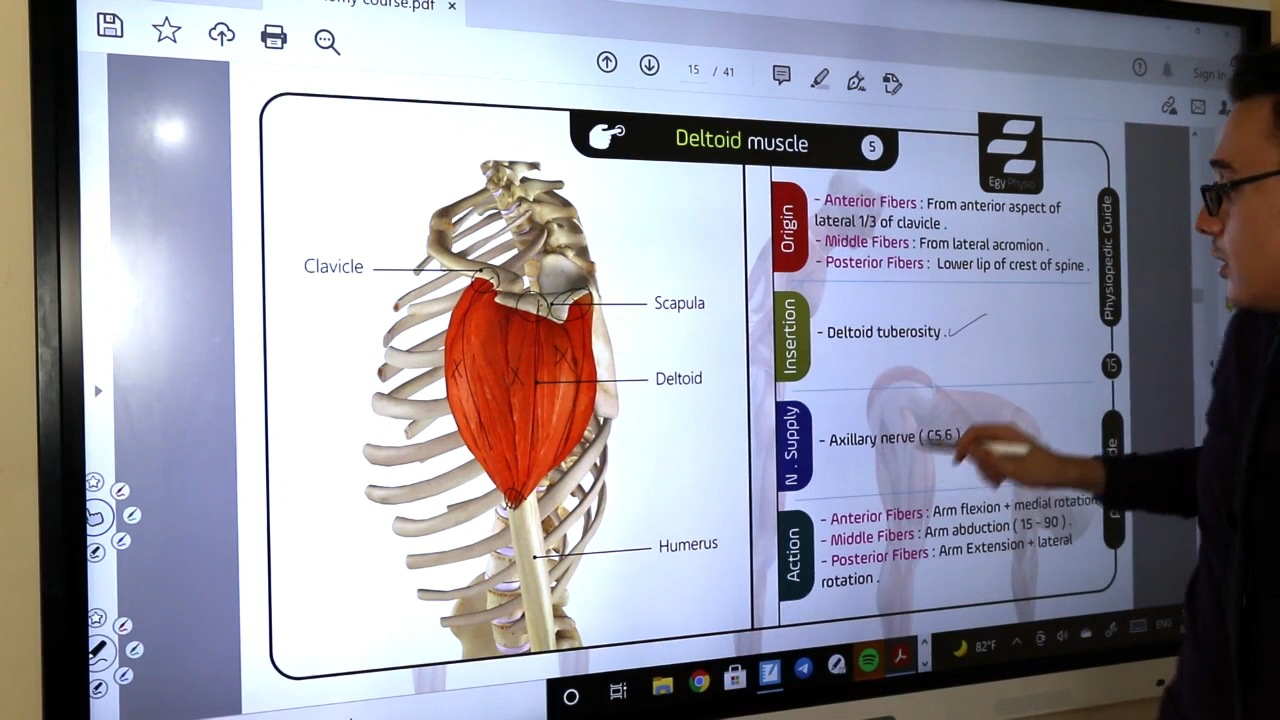 course.pdf ×
15 / 41
Sign In
Deltoid muscle 5
Egy Physio
Clavicle
Scapula
Deltoid
Humerus
Origin
- Anterior Fibers : From anterior aspect of
lateral 1/3 of clavicle .
- Middle Fibers : From lateral acromion .
- Posterior Fibers : Lower lip of crest of spine .
Insertion
- Deltoid tuberosity .
N . Supply
- Axillary nerve ( C5,6 )
Action
- Anterior Fibers : Arm flexion + medial rotation
- Middle Fibers : Arm abduction ( 15 - 90 ) .
- Posterior Fibers : Arm Extension + lateral
rotation .
Physiopedic Guide
15
82°F
ENG